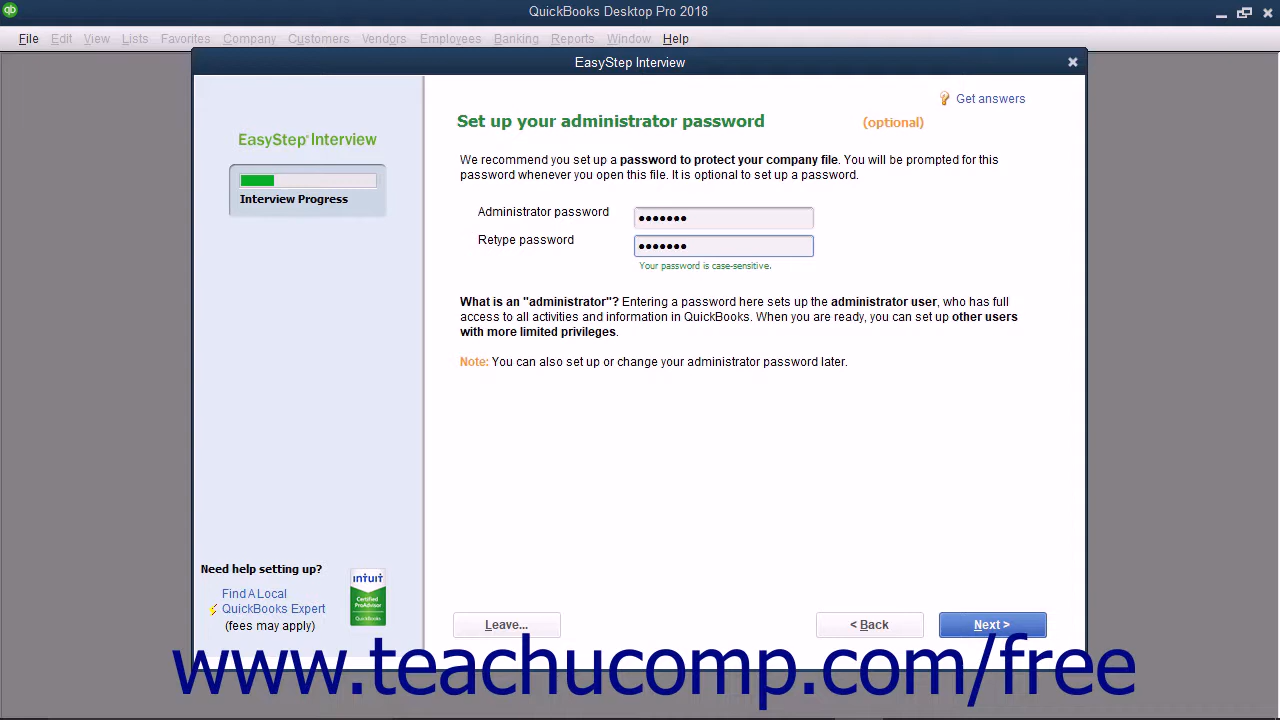 QuickBooks Desktop Pro 2018
File Edit View Lists Favorites Company Customers Vendors Employees Banking Reports Window Help
EasyStep Interview
Get answers
EasyStep® Interview
Interview Progress
Set up your administrator password (optional)
We recommend you set up a password to protect your company file. You will be prompted for this
password whenever you open this file. It is optional to set up a password.
Administrator password
Retype password
Your password is case-sensitive.
What is an "administrator"? Entering a password here sets up the administrator user, who has full
access to all activities and information in QuickBooks. When you are ready, you can set up other users
with more limited privileges.
Note: You can also set up or change your administrator password later.
Need help setting up?
Find A Local
QuickBooks Expert
(fees may apply)
intuit
Certified
ProAdvisor
QuickBooks
Leave...
< Back
Next >
www.teachucomp.com/free